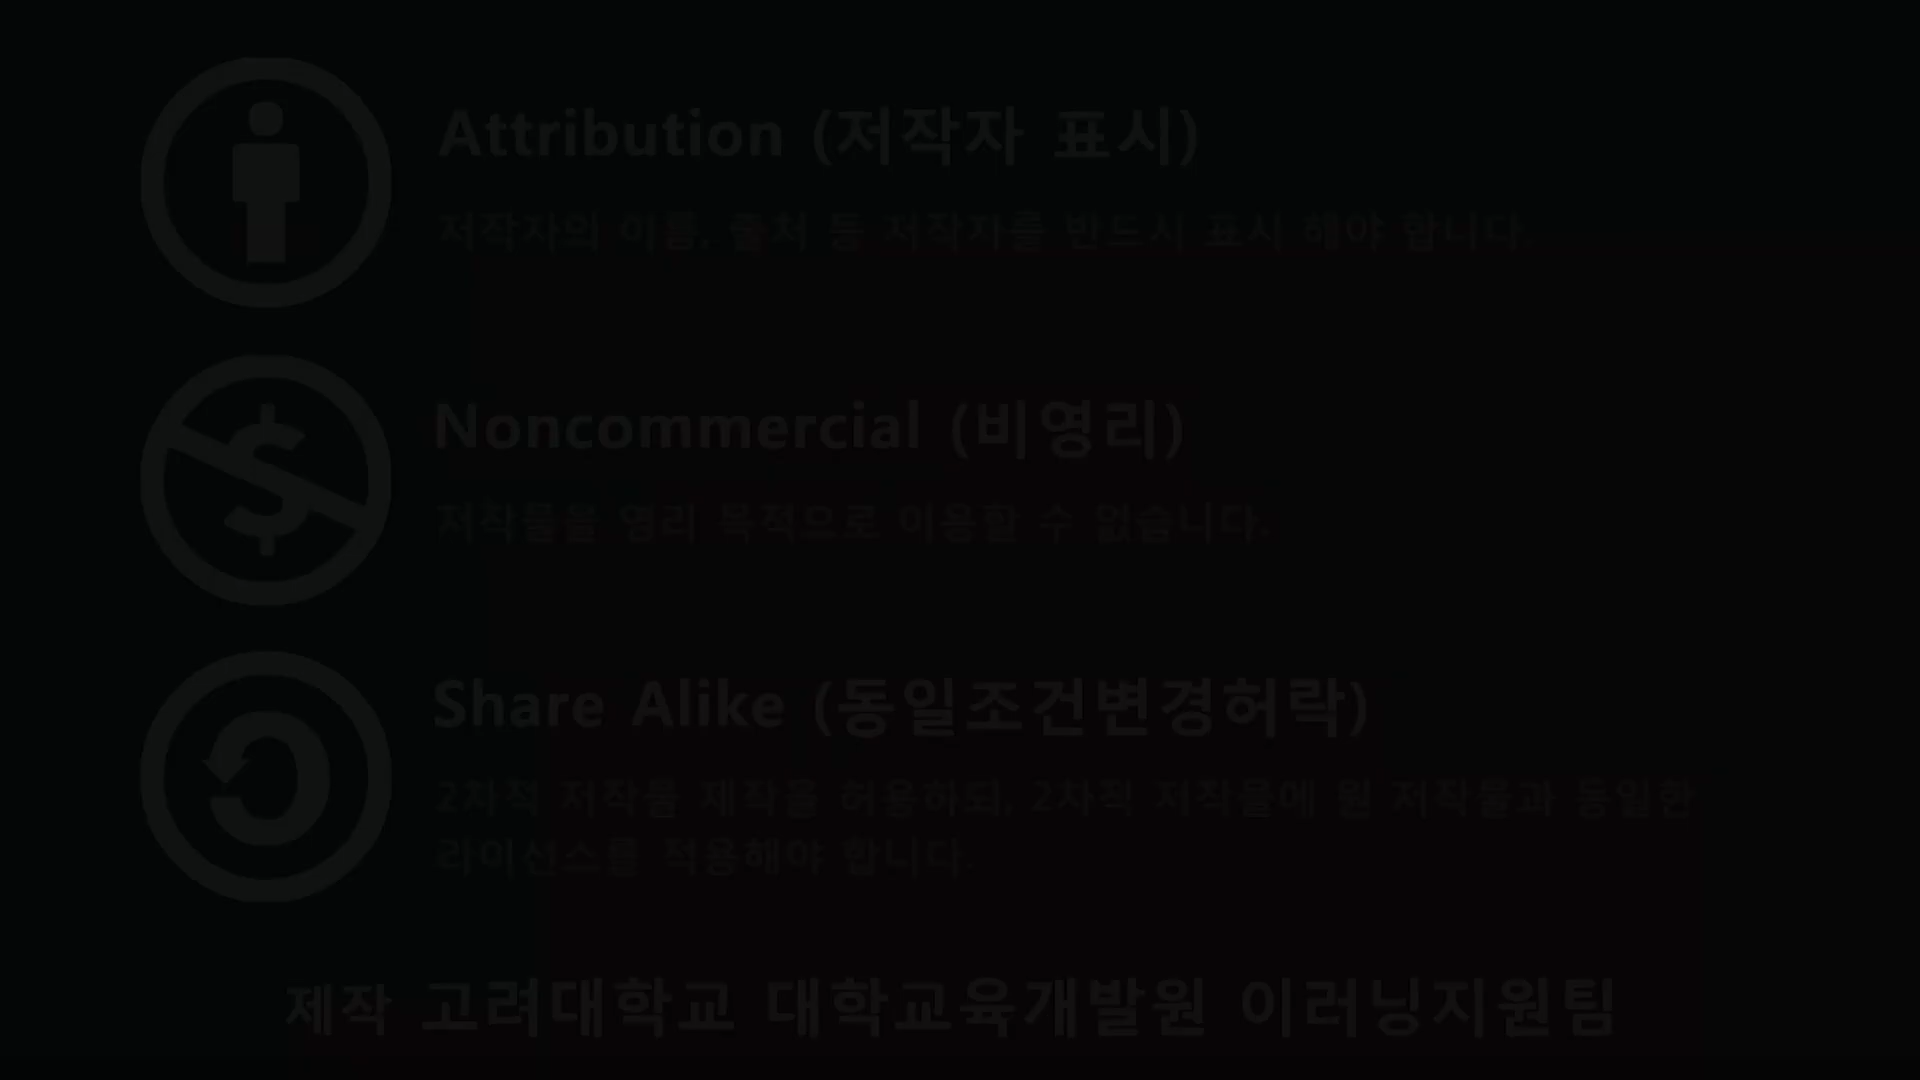 Attribution (저작자 표시)
저작자의 이름, 출처 등 저작자를 반드시 표시 해야 합니다.
Noncommercial (비영리)
저작물을 영리 목적으로 이용할 수 없습니다.
Share Alike (동일조건변경허락)
2차적 저작물 제작을 허용하되, 2차적 저작물에 원 저작물과 동일한
라이선스를 적용해야 합니다.
제작 고려대학교 대학교육개발원 이러닝지원팀